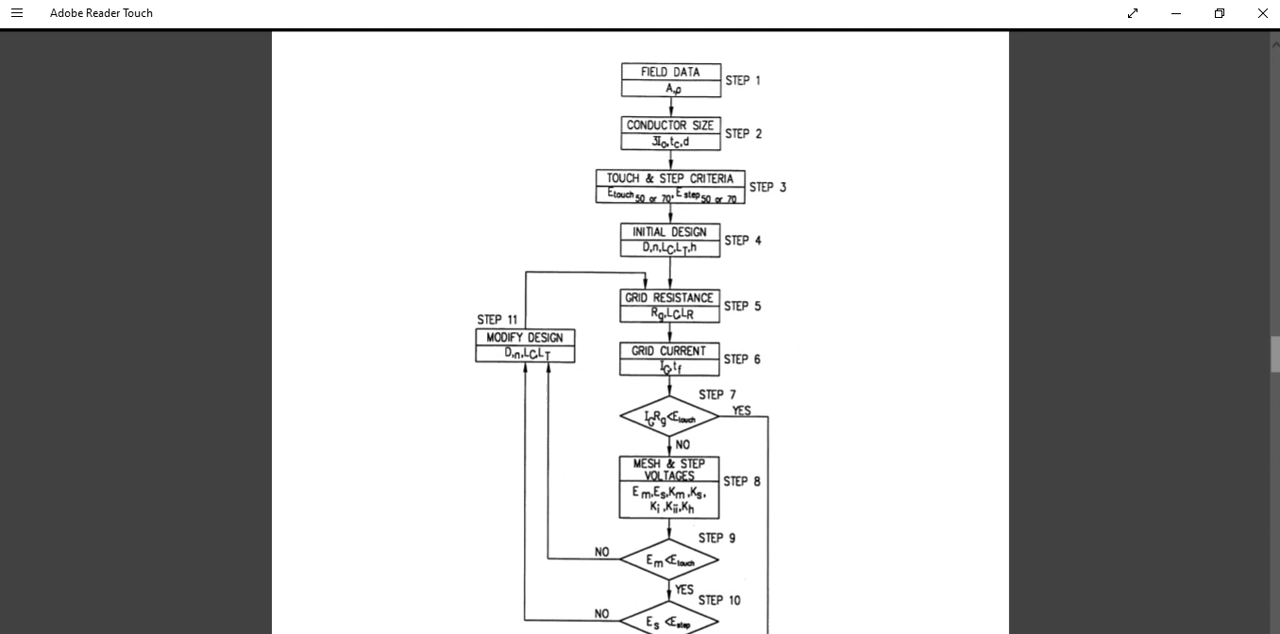 Adobe Reader Touch
FIELD DATA
A,ρ
STEP 1
CONDUCTOR SIZE
3I₀,tc,d
STEP 2
TOUCH & STEP CRITERIA
Etouch 50 or 70, Estep 50 or 70
STEP 3
INITIAL DESIGN
D,n,LC,LT,h
STEP 4
GRID RESISTANCE
Rg,LC,LR
STEP 5
STEP 11
MODIFY DESIGN
D,n,LC,LT
GRID CURRENT
IG,tf
STEP 6
STEP 7
IGRg<Etouch
YES
NO
MESH & STEP
VOLTAGES
Em,Es,Km,Ks,
Ki,Kii,Kh
STEP 8
STEP 9
Em<Etouch
NO
YES
STEP 10
Es<Estep
NO